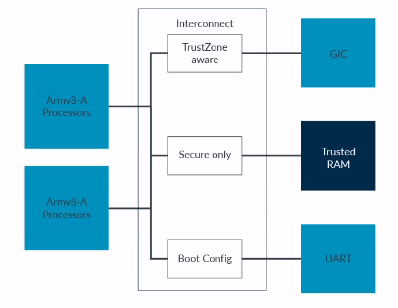 Interconnect
TrustZone
aware
GIC
Armv8-A
Processors
Secure only
Trusted
RAM
Armv8-A
Processors
Boot Config
UART